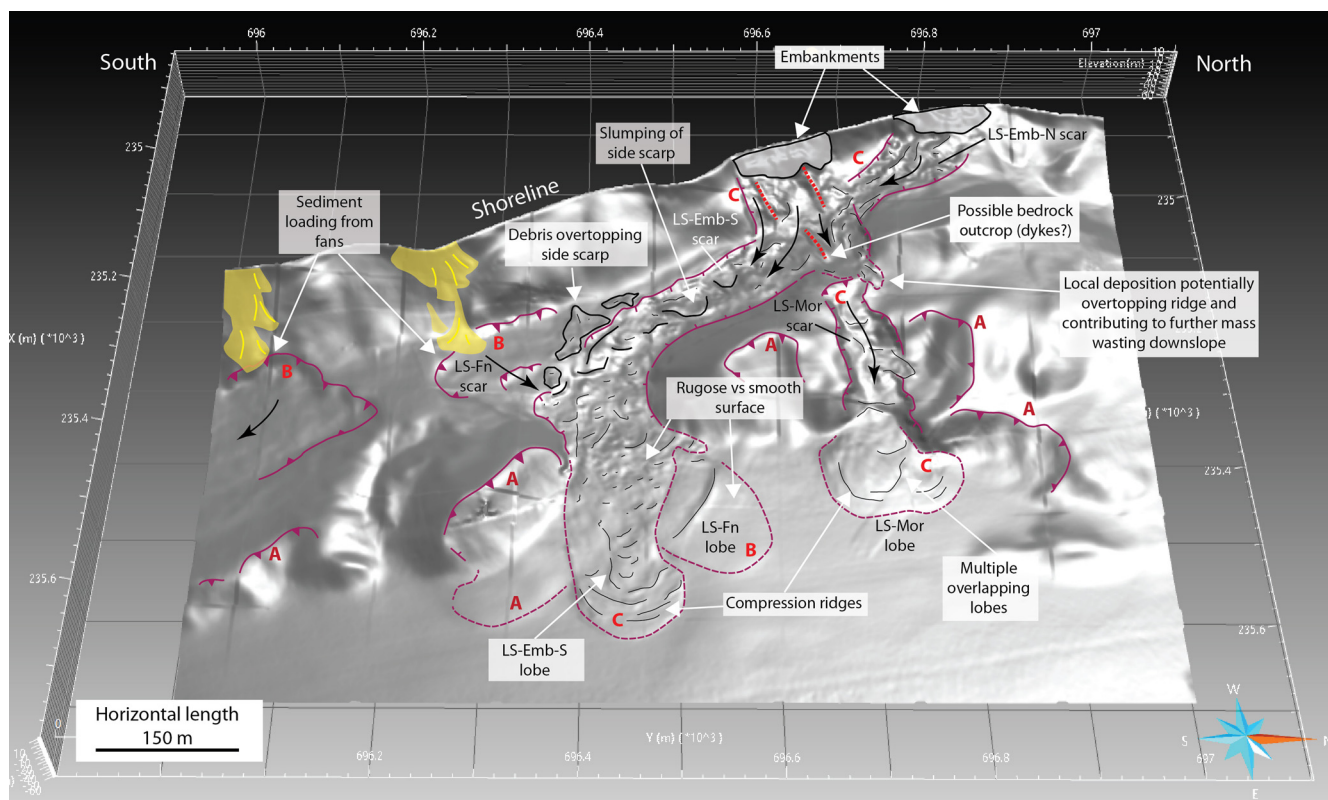 696
696.2
696.4
696.6
696.8
697
South
North
Embankments
Elevation(m)
235
LS-Emb-N scar
Slumping of
side scarp
C
C
Shoreline
Sediment
loading from
fans
LS-Emb-S
scar
235
Possible bedrock
outcrop (dykes?)
Debris overtopping
side scarp
235.2
Local deposition potentially
overtopping ridge and
contributing to further mass
wasting downslope
C
LS-Mor
scar
A
A
X (m) (*10^3)
B
B
LS-Fn
scar
Rugose vs smooth
surface
A
) (*10^3)
235.4
235.4
A
C
LS-Fn
lobe
B
LS-Mor
lobe
A
235.6
Multiple
overlapping
lobes
A
C
Compression ridges
235.6
LS-Emb-S
lobe
Horizontal length
150 m
0
10
Y (m) (*10^3)
696.2
696.4
696.6
696.8
697
W
S
N
E